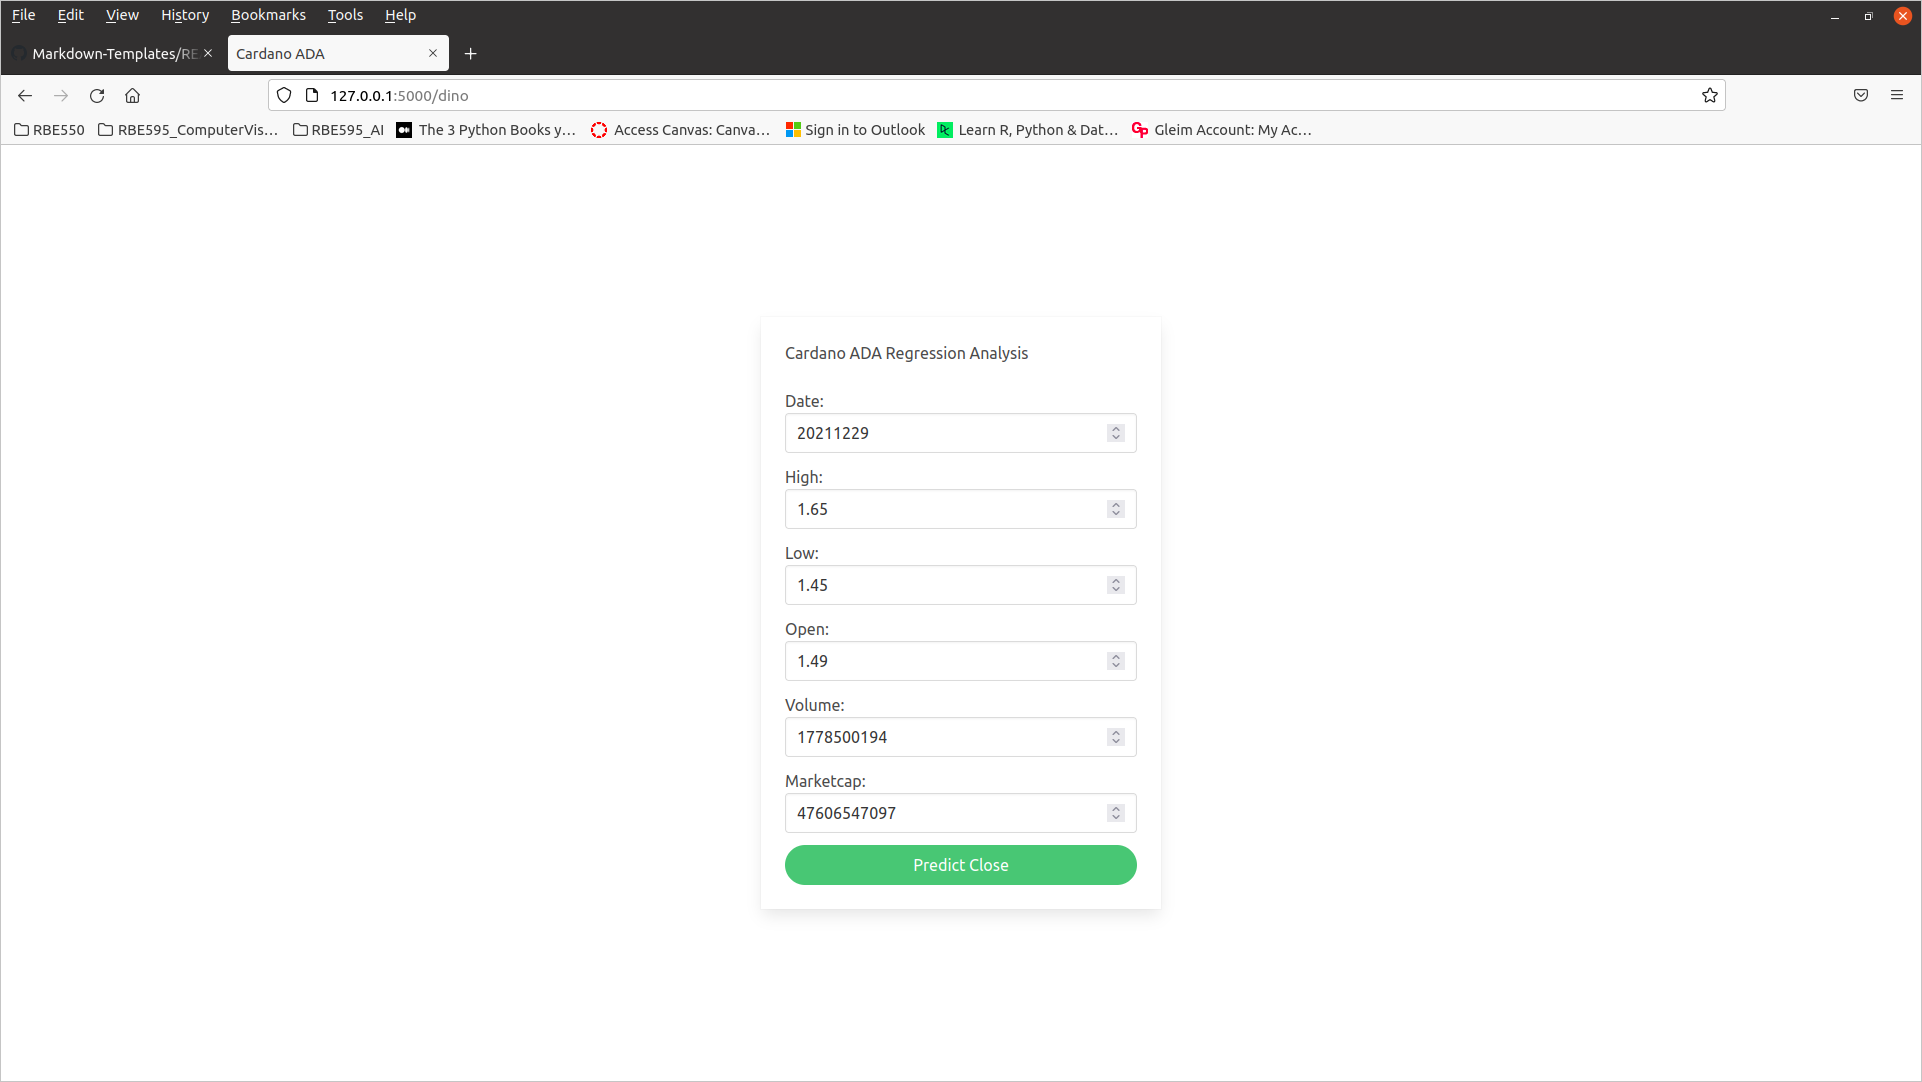 File Edit View History Bookmarks Tools Help
Markdown-Templates/RE
Cardano ADA
127.0.0.1:5000/dino
RBE550 RBE595_ComputerVis… RBE595_AI The 3 Python Books y… Access Canvas: Canva… Sign in to Outlook Learn R, Python & Dat… Gleim Account: My Ac…
Cardano ADA Regression Analysis
Date:
20211229
High:
1.65
Low:
1.45
Open:
1.49
Volume:
1778500194
Marketcap:
47606547097
Predict Close